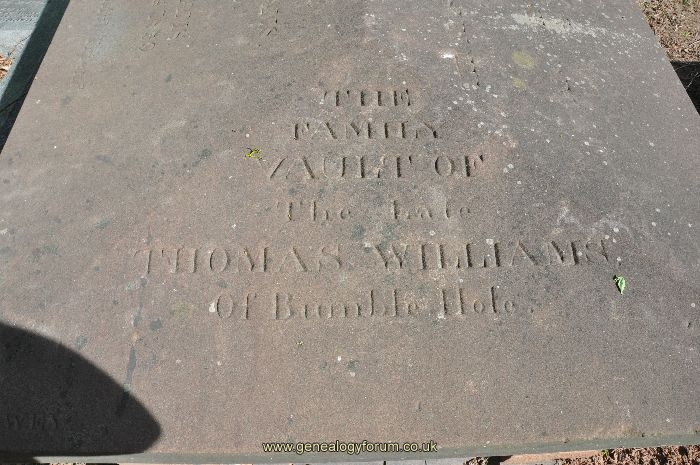 THE
FAMILY
VAULT OF
The Late
THOMAS WILLIAMS
Of Bumble Hole.
www.genealogyforum.co.uk